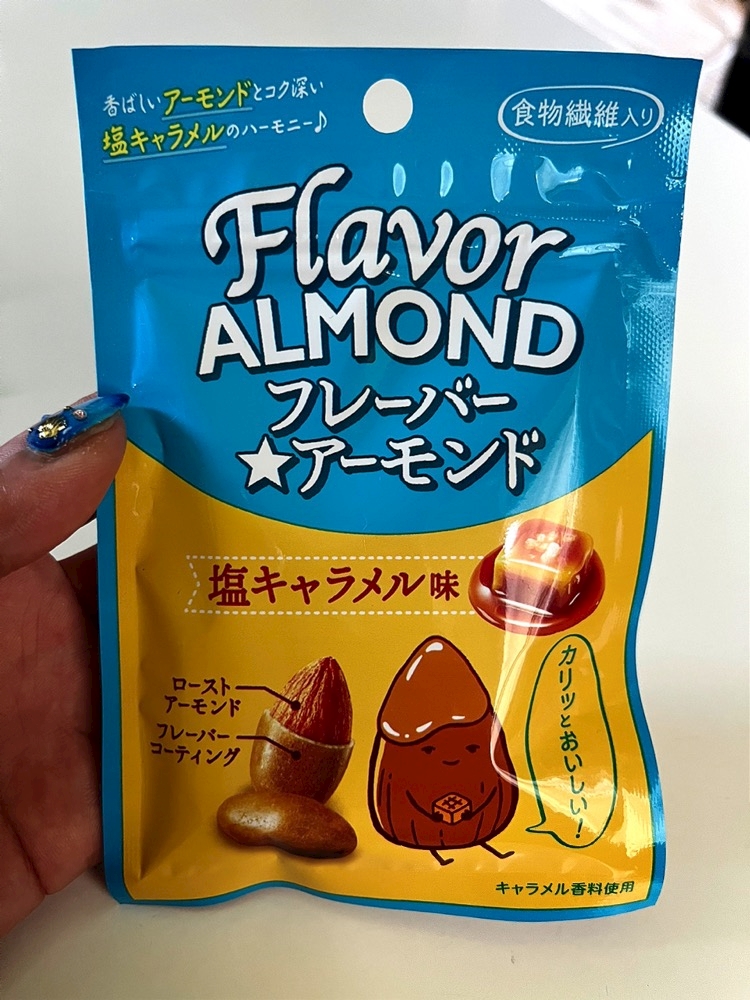 香ばしいアーモンドとコク深い
塩キャラメルのハーモニー♪
食物繊維入り
Flavor
ALMOND
フレーバー
★アーモンド
塩キャラメル味
ロースト
アーモンド
フレーバー
コーティング
カリッとおいしい!
キャラメル香料使用